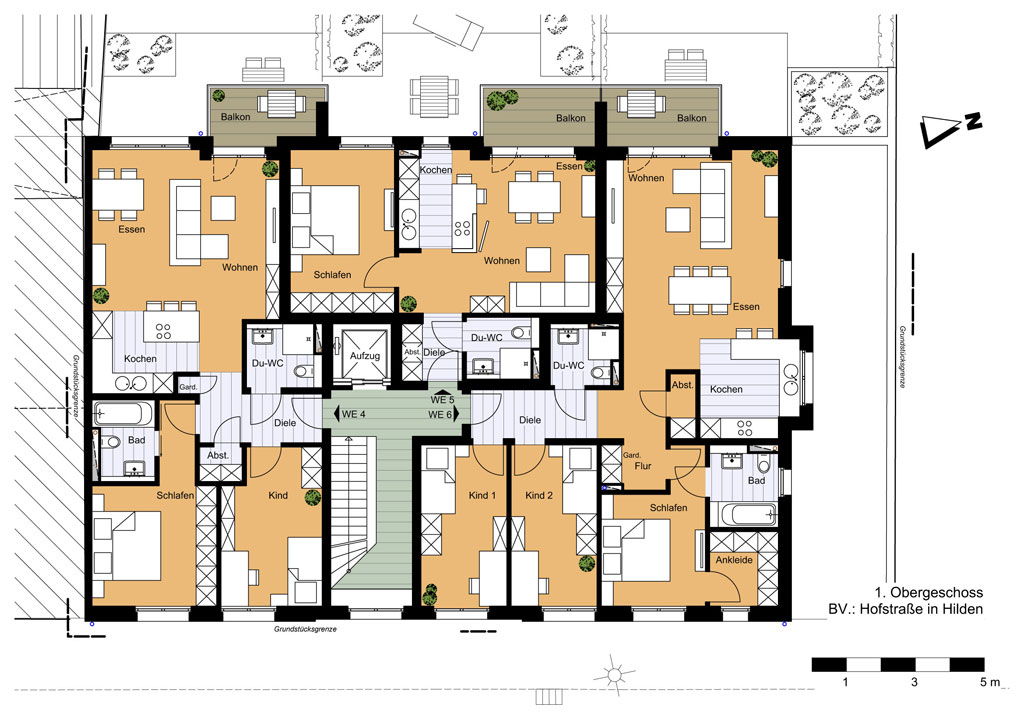 Balkon
Balkon
Balkon
N
Essen
Wohnen
Kochen
Schlafen
Kochen
Essen
Wohnen
Wohnen
Essen
Kochen
Grundstücksgrenze
Grundstücksgrenze
Du-WC
Aufzug
Abst.
Diele
Du-WC
Du-WC
Abst.
Gard.
Diele
WE 4
WE 5
WE 6
Diele
Bad
Abst.
Schlafen
Kind
Kind 1
Kind 2
Gard.
Flur
Schlafen
Bad
Ankleide
1. Obergeschoss
BV.: Hofstraße in Hilden
Grundstücksgrenze
1 3 5 m